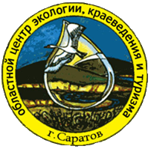 областной центр экологии, краеведения и туризма
г. Саратов